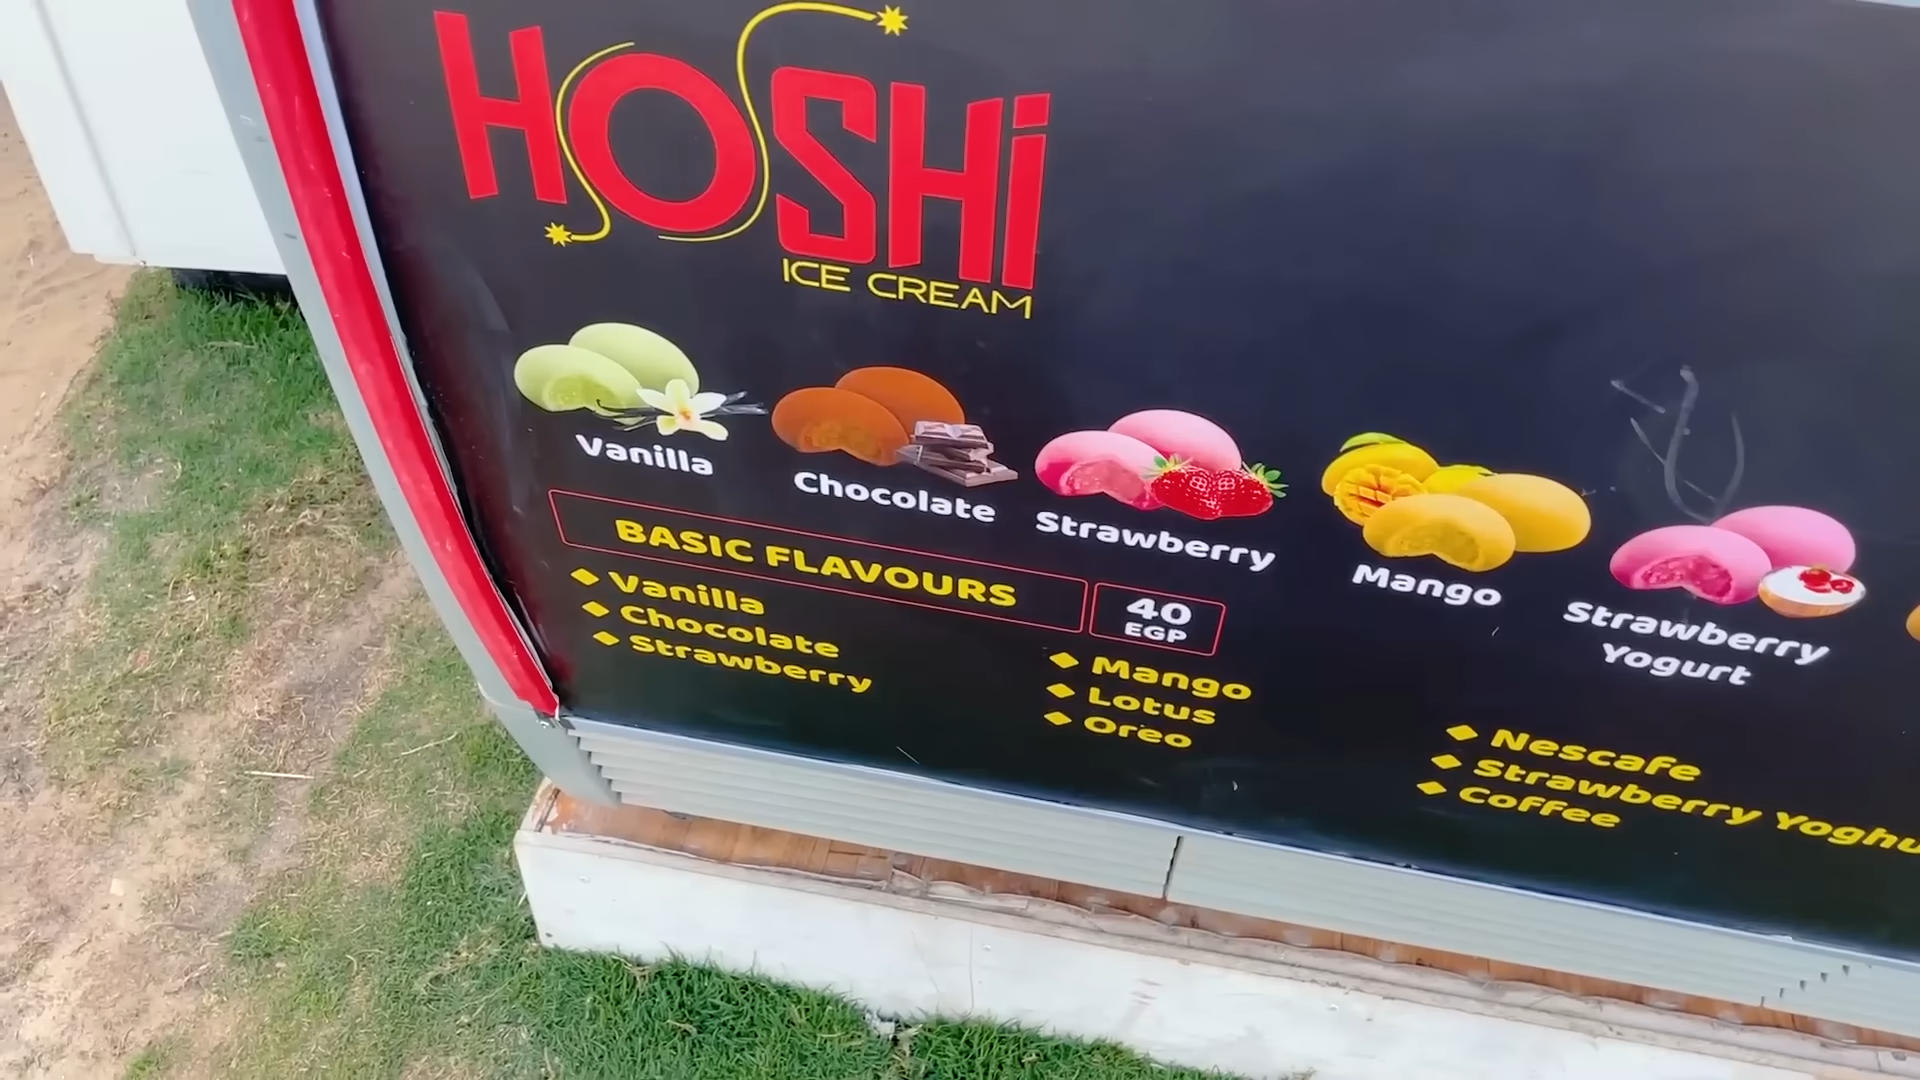 HOSHi
ICE CREAM
Vanilla
Chocolate
Strawberry
Mango
Strawberry
Yogurt
BASIC FLAVOURS
40
EGP
Vanilla
Chocolate
Strawberry
Mango
Lotus
Oreo
Nescafe
Strawberry
Coffee